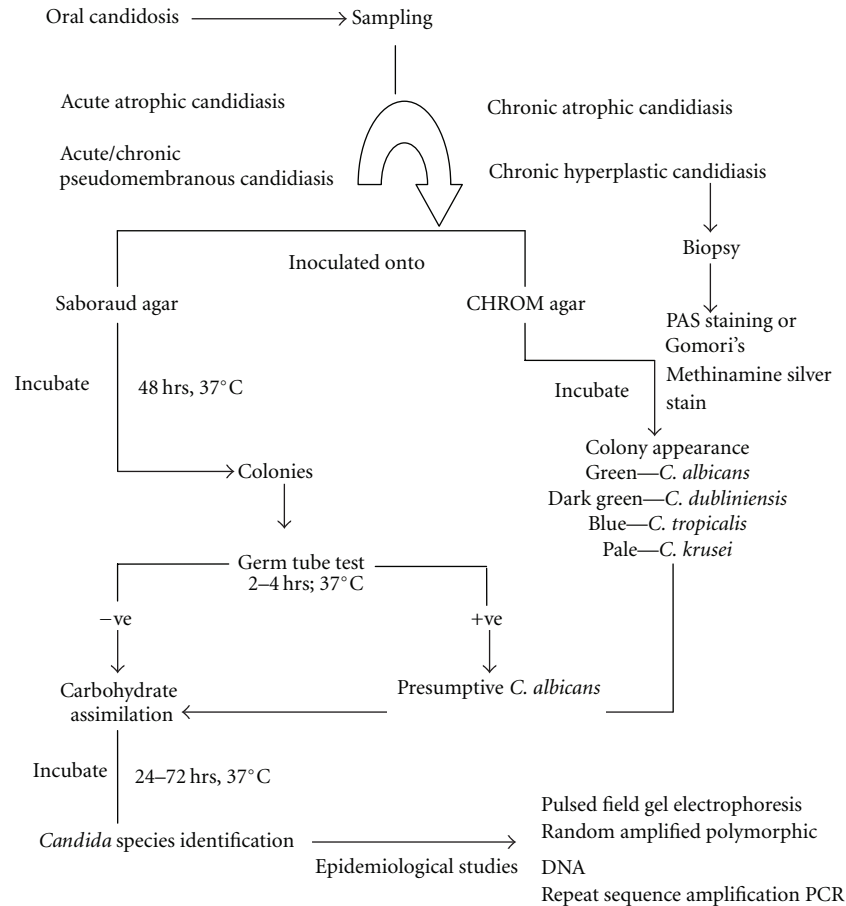 Oral candidosis
Sampling
Acute atrophic candidiasis
Chronic atrophic candidiasis
Acute/chronic
pseudomembranous candidiasis
Chronic hyperplastic candidiasis
Biopsy
Inoculated onto
Saboraud agar
CHROM agar
PAS staining or
Gomori's
Methinamine silver
stain
Incubate
48 hrs, 37°C
Incubate
Colony appearance
Green—C. albicans
Dark green—C. dubliniensis
Blue—C. tropicalis
Pale—C. krusei
Colonies
Germ tube test
2–4 hrs; 37°C
−ve
+ve
Carbohydrate
assimilation
Presumptive C. albicans
Incubate
24–72 hrs, 37°C
Candida species identification
Epidemiological studies
Pulsed field gel electrophoresis
Random amplified polymorphic
DNA
Repeat sequence amplification PCR